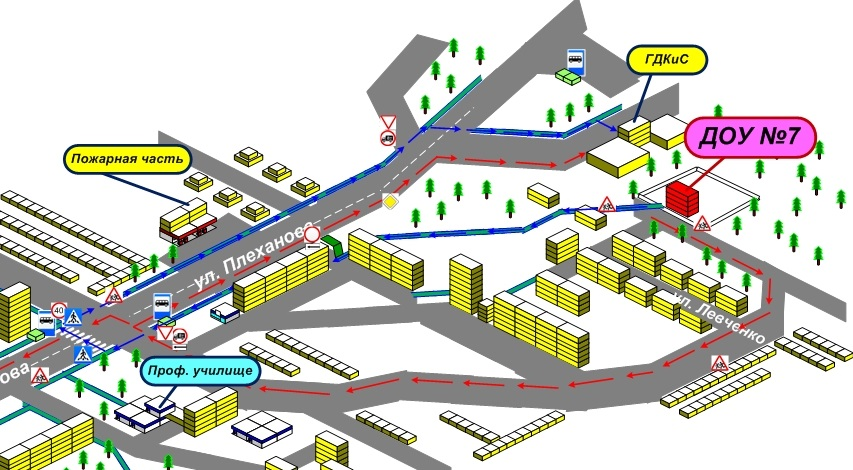 ГДКиС
ДОУ №7
Пожарная часть
ул. Плеханова
ул. Левченко
40
Проф. училище
ова